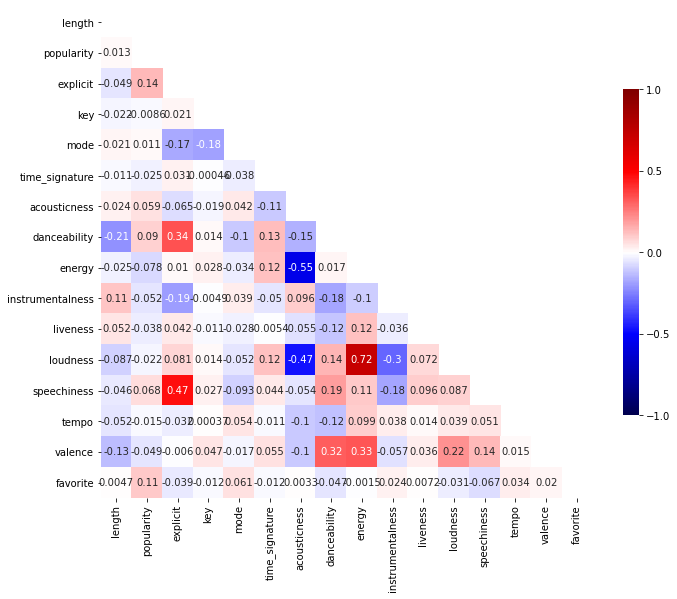 length
popularity 0.013
explicit -0.049 0.14
key -0.022 -0.0086 0.021
mode 0.021 0.011 -0.17 -0.18
time_signature -0.011 -0.025 0.031 -0.038
acousticness 0.024 0.059 -0.065 -0.019 0.042 -0.11
danceability -0.21 0.09 0.34 0.014 -0.1 0.13 -0.15
energy -0.025 -0.078 0.01 0.028 -0.034 0.12 -0.55 0.017
instrumentalness 0.11 -0.052 -0.19 -0.0049 0.039 -0.05 0.096 -0.18 -0.1
liveness 0.052 -0.038 0.042 -0.011 -0.028 -0.0054 -0.055 -0.12 0.12 -0.036
loudness -0.087 -0.022 0.081 0.014 -0.052 0.12 -0.47 0.14 0.72 -0.3 0.072
speechiness -0.046 0.068 0.47 0.027 -0.093 0.044 -0.054 0.19 0.11 -0.18 0.096 0.087
tempo -0.052 -0.015 -0.032 0.00037 0.054 -0.011 -0.1 -0.12 0.099 0.038 0.014 0.039 0.051
valence -0.13 -0.049 -0.006 0.047 -0.017 0.055 -0.1 0.32 0.33 -0.057 0.036 0.22 0.14 0.015
favorite 0.11 -0.039 -0.012 0.061 -0.012 0.0033 -0.047 -0.0015 0.024 0.0072 -0.031 -0.067 0.034 0.02
length popularity explicit key mode time_signature acousticness danceability energy instrumentalness liveness loudness speechiness tempo valence favorite
1.0
0.5
0.0
−0.5
−1.0